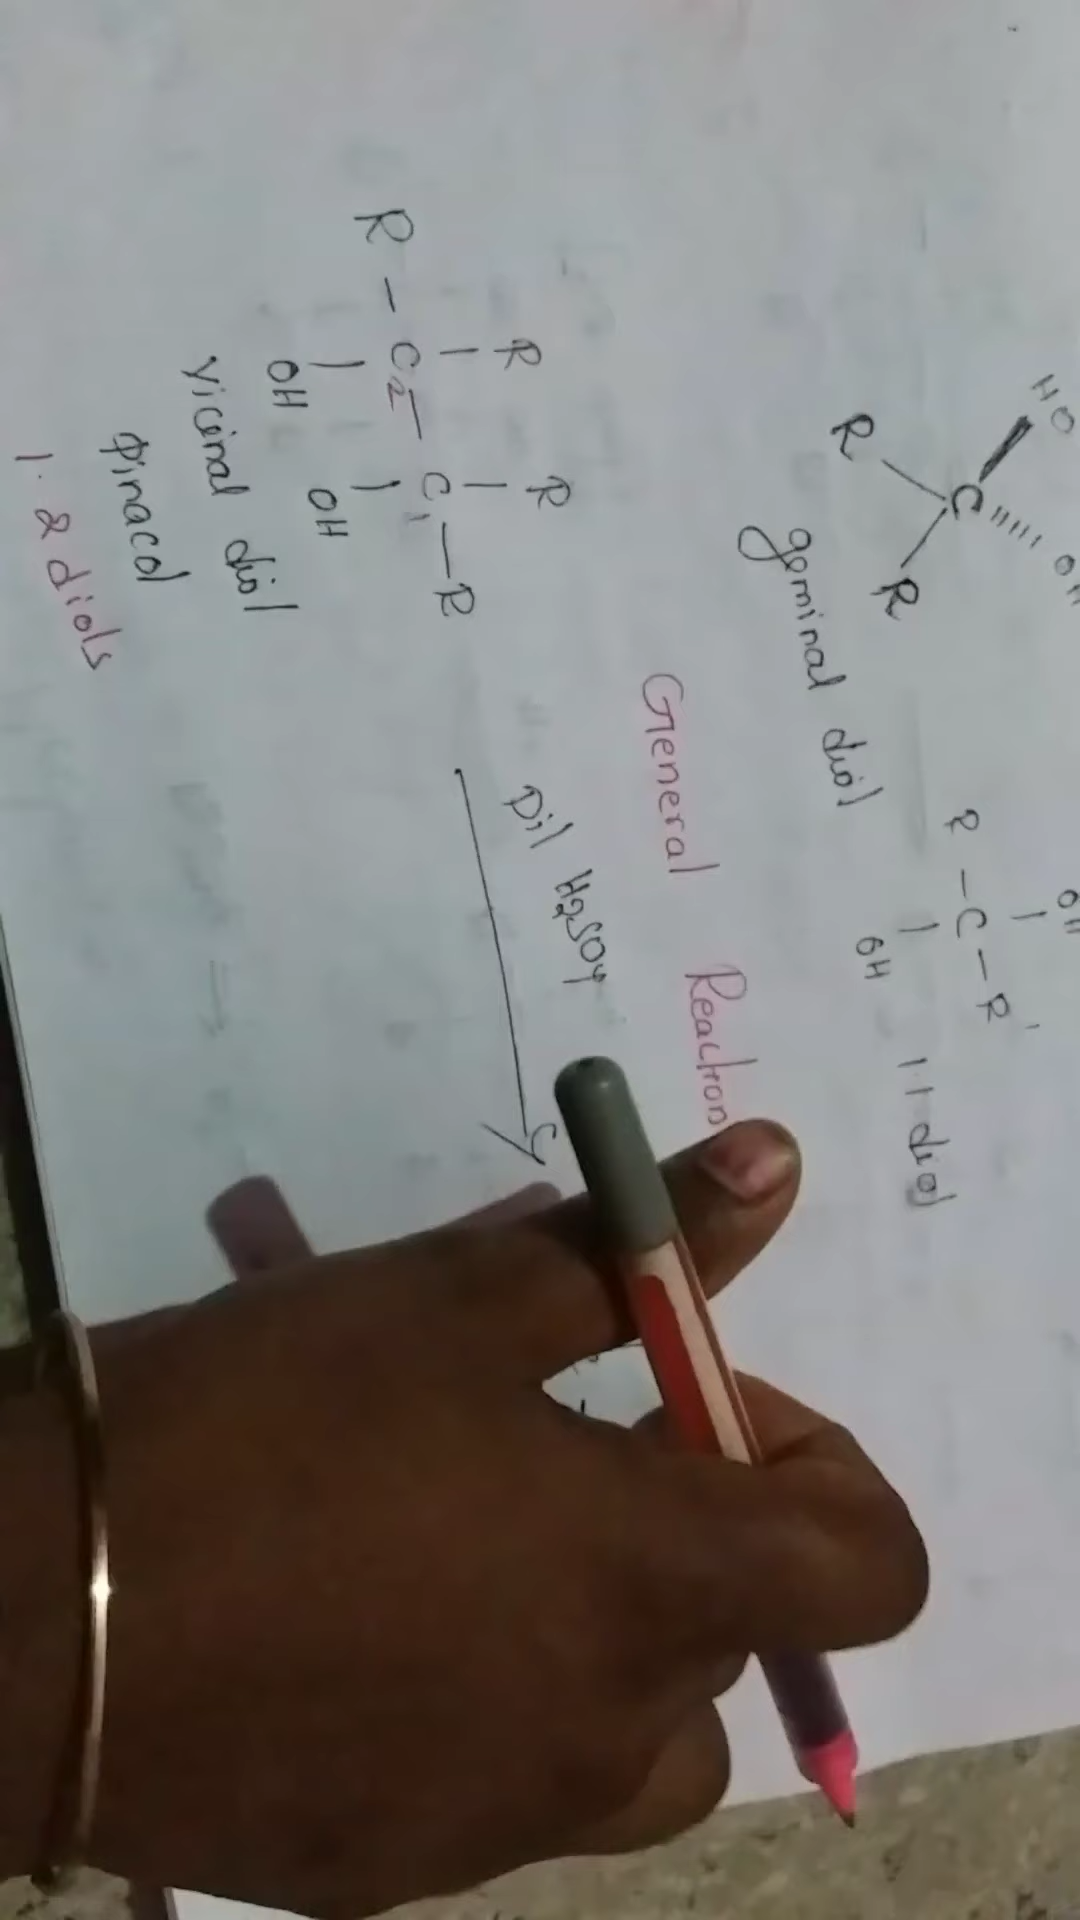 HO OH
R C R
geminal diol
OH
R - C - R'
OH
1.1 diol
General Reaction
R R
R - C2 - C1 - R
OH OH
Dil H2SO4
Vicinal diol
Pinacol
1.2 diols